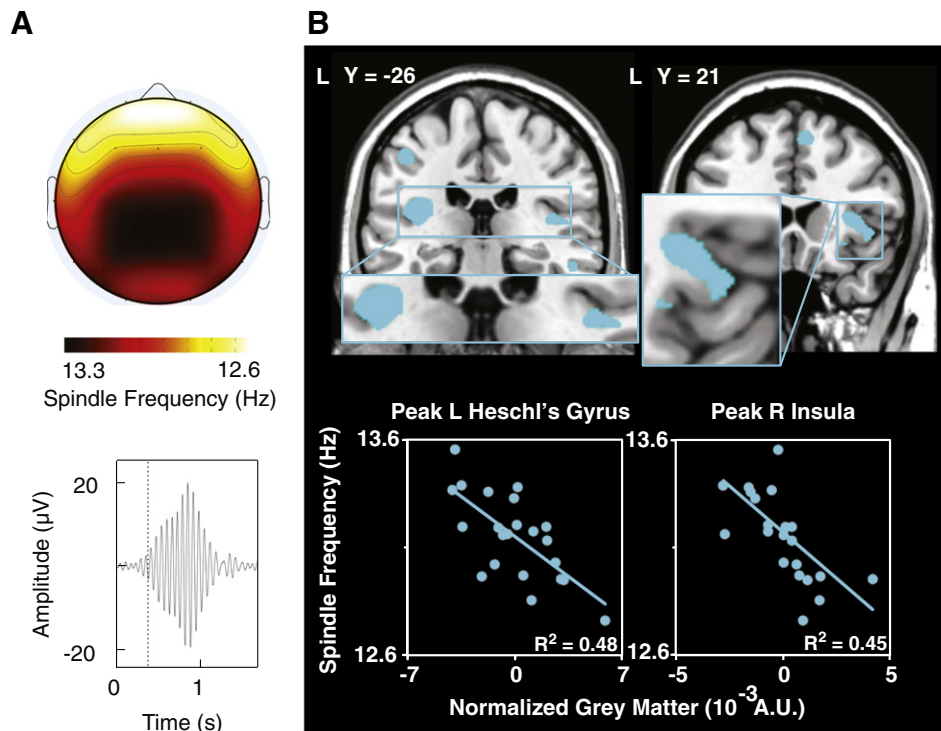 A
13.3
12.6
Spindle Frequency (Hz)
20
-20
Amplitude (µV)
0
1
Time (s)
B
L Y = -26
L Y = 21
Peak L Heschl's Gyrus
Peak R Insula
Spindle Frequency (Hz)
13.6
12.6
R² = 0.48
-7
0
7
13.6
12.6
R² = 0.45
-5
0
5
Normalized Grey Matter (10⁻³ A.U.)